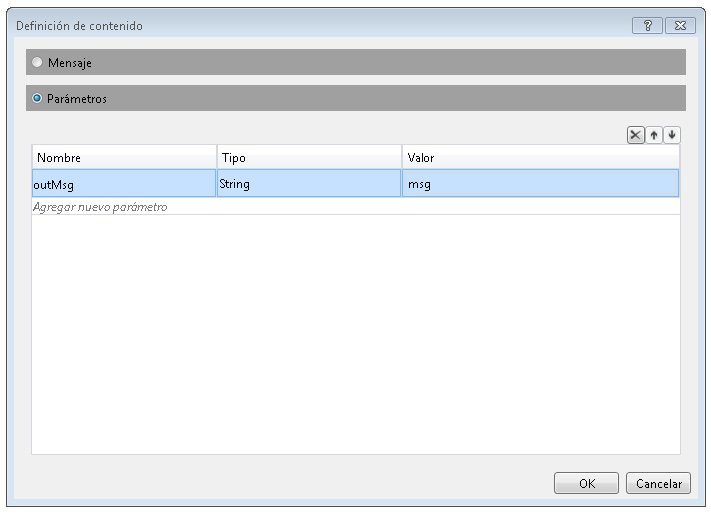 Definición de contenido
?
Mensaje
Parámetros
Nombre Tipo Valor
outMsg String msg
Agregar nuevo parámetro
OK Cancelar